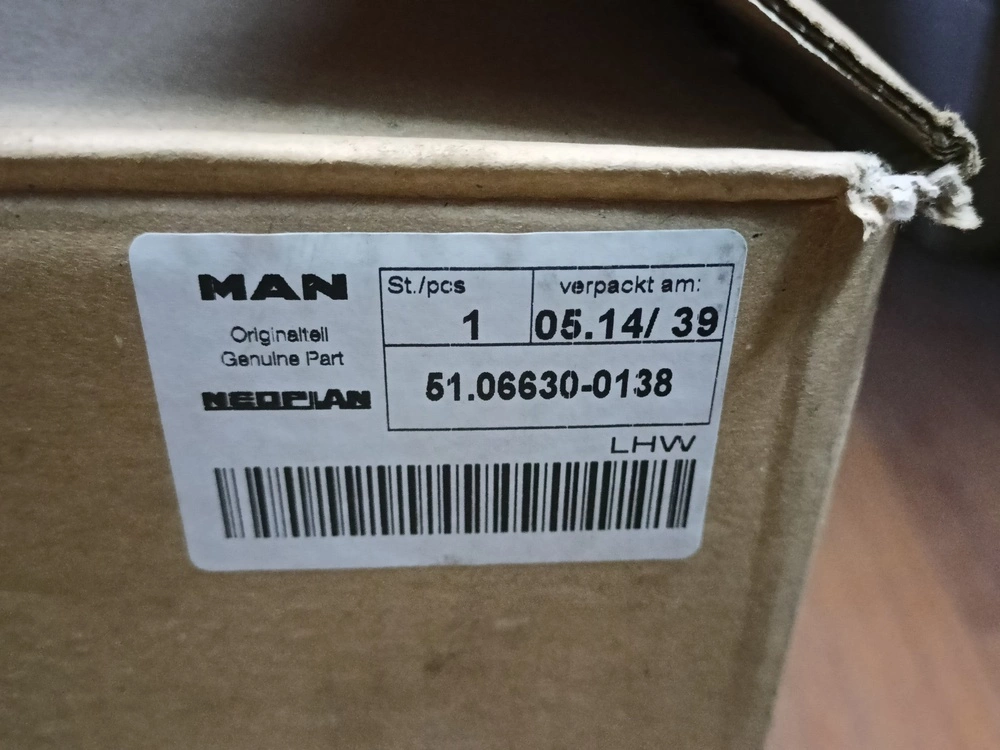 MAN
Originalteil
Genuine Part
NEOPLAN
St./pcs
1
verpackt am:
05.14/ 39
51.06630-0138
LHW